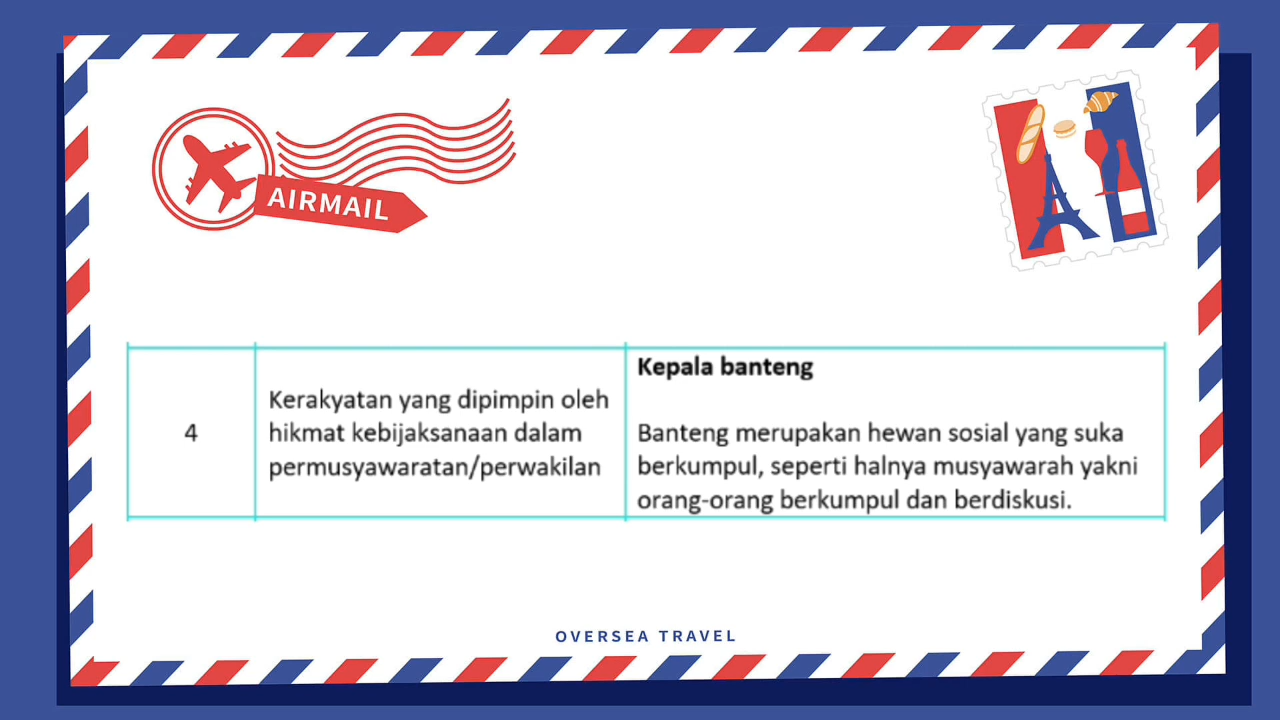 AIRMAIL
4
Kerakyatan yang dipimpin oleh
hikmat kebijaksanaan dalam
permusyawaratan/perwakilan
Kepala banteng
Banteng merupakan hewan sosial yang suka
berkumpul, seperti halnya musyawarah yakni
orang-orang berkumpul dan berdiskusi.
OVERSEA TRAVEL